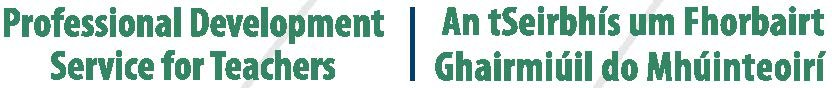 Professional Development
Service for Teachers
An tSeirbhís um Fhorbairt
Ghairmiúil do Mhúinteoirí